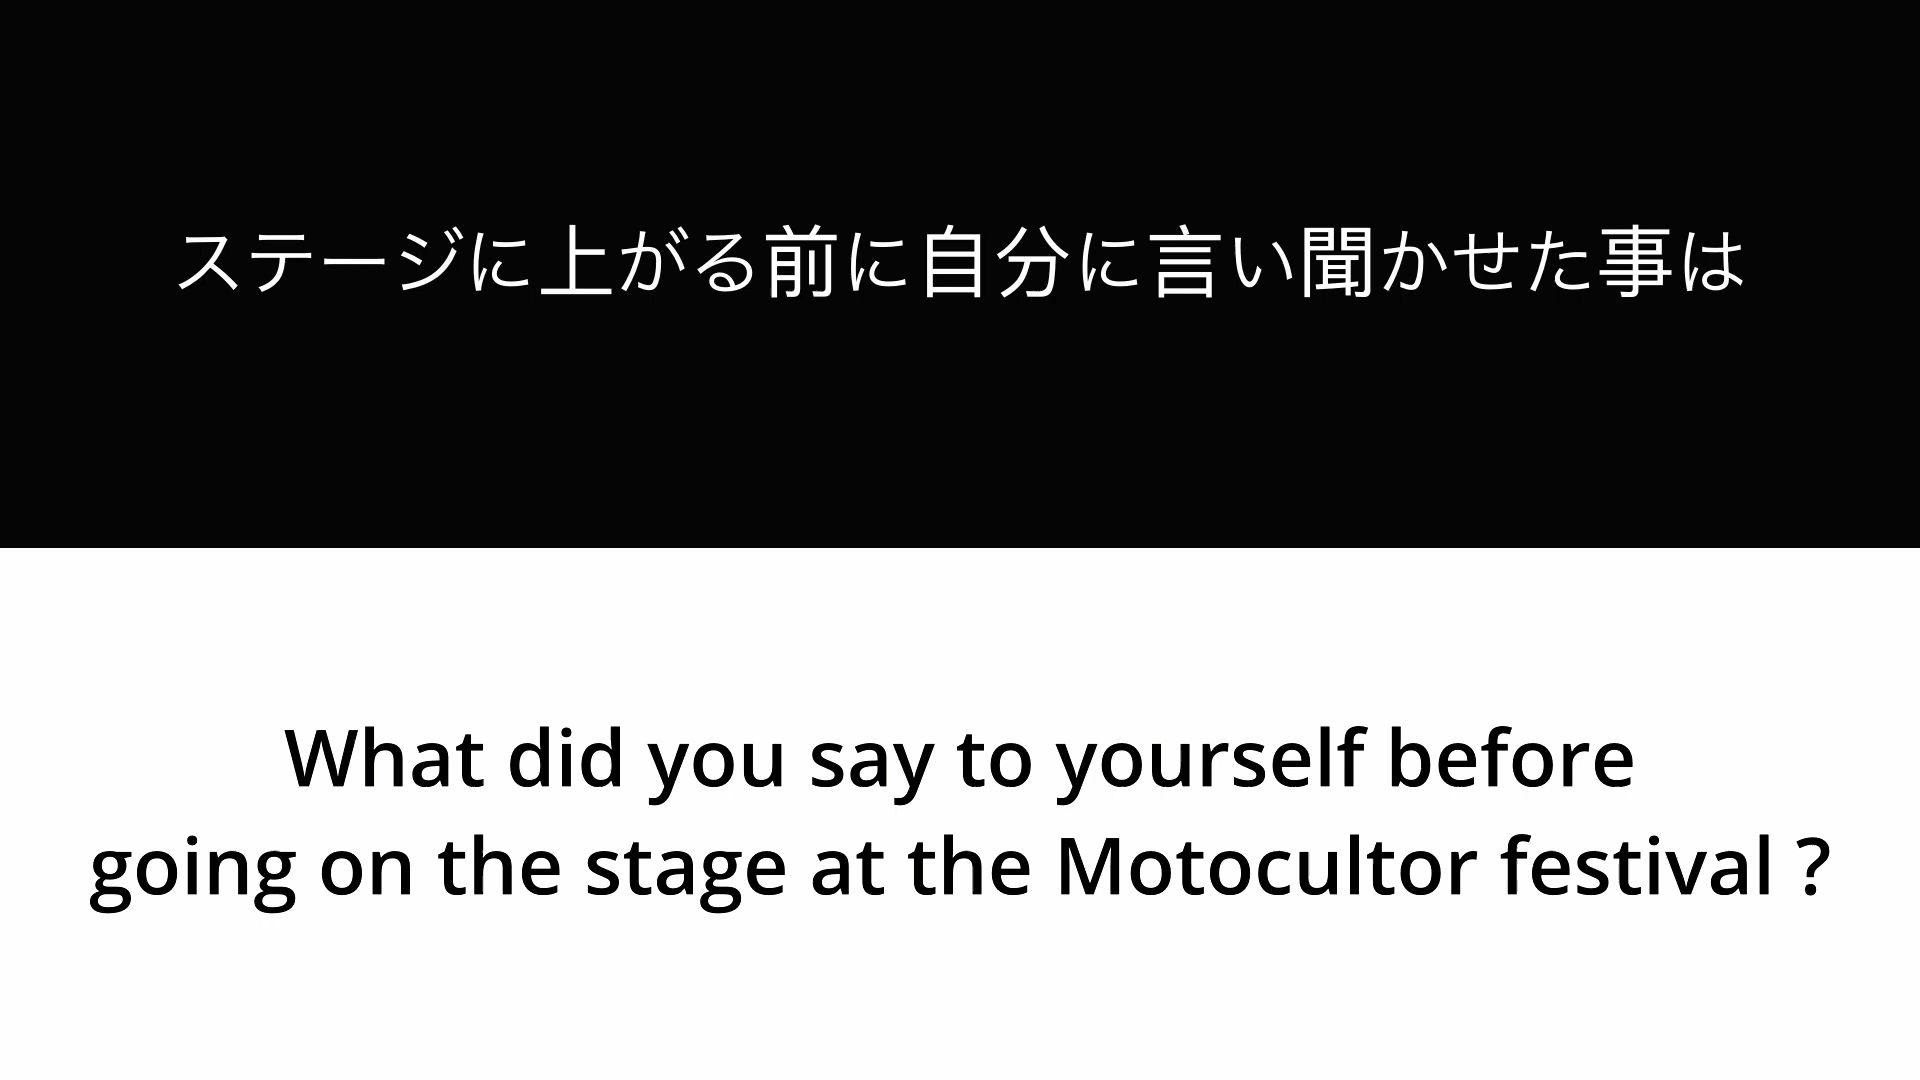 ステージに上がる前に自分に言い聞かせた事は
What did you say to yourself before
going on the stage at the Motocultor festival ?